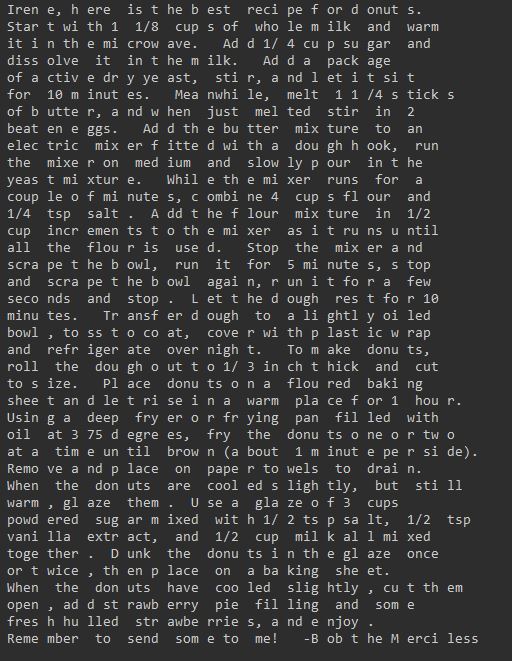 Iren e, h ere  is t he b est  reci pe f or d onut s.
Star t wi th 1  1/8  cup s of  who le m ilk  and  warm
it i n th e mi crow ave.  Ad d 1/ 4 cu p su gar  and
diss olve  it  in t he m ilk.  Ad d a  pack age
of a ctiv e dr y ye ast,  sti r, a nd l et i t si t
for  10 m inut es.  Mea nwhi le,  melt  1 1 /4 s tick s
of b utte r, a nd w hen  just  mel ted  stir  in  2
beat en e ggs.  Add  the  bu tter  mix ture  to  an
elec tric  mix er f itte d wi th a  dou gh h ook,  run
the  mixe r on  med ium  and  slow ly p our  in t he
yeas t mi xtur e.  Whil e th e mi xer  runs  for  a
coup le o f mi nute s, c ombi ne 4  cup s fl our  and
1/4  tsp  salt .  A dd t he f lour  mix ture  in  1/2
cup  incr emen ts t o th e mi xer  as i t ru ns u ntil
all  the  flou r is  use d.  Stop  the  mix er a nd
scra pe t he b owl,  run  it  for  5 mi nute s, s top
and  scra pe t he b owl  agai n, r un i t fo r a  few
seco nds  and  stop .  L et t he d ough  res t fo r 10
minu tes.  Tr ansf er d ough  to  a li ghtl y oi led
bowl , to ss t o co at,  cove r wi th p last ic w rap
and  refr iger ate  over nigh t.  To m ake  donu ts,
roll  the  dou gh o ut t o 1/ 3 in ch t hick  and  cut
to s ize.  Pl ace  donu ts o n a  flou red  baki ng
shee t an d le t ri se i n a  warm  pla ce f or 1  hou r.
Usin g a  deep  fry er o r fr ying  pan  fil led  with
oil  at 3 75 d egre es,  fry  the  donu ts o ne o r tw o
at a  tim e un til  brow n (a bout  1 m inut e pe r si de).
Remo ve a nd p lace  on  pape r to wels  to  drai n.
When  the  don uts  are  cool ed s ligh tly,  but  sti ll
warm , gl aze  them .  U se a  gla ze o f 3  cups
powd ered  sug ar m ixed  wit h 1/ 2 ts p sa lt,  1/2  tsp
vani lla  extr act,  and  1/2  cup  milk  al l mi xed
toge ther .  D unk  the  donu ts i n th e gl aze  once
or t wice , th en p lace  on  a ba king  she et.
When  the  don uts  have  coo led  slig htly , cu t th em
open , ad d st rawb erry  pie  fil ling  and  som e
fres h hu lled  str awbe rrie s, a nd e njoy .
Reme mber  to  send  som e to  me!  -B ob t he M erci less